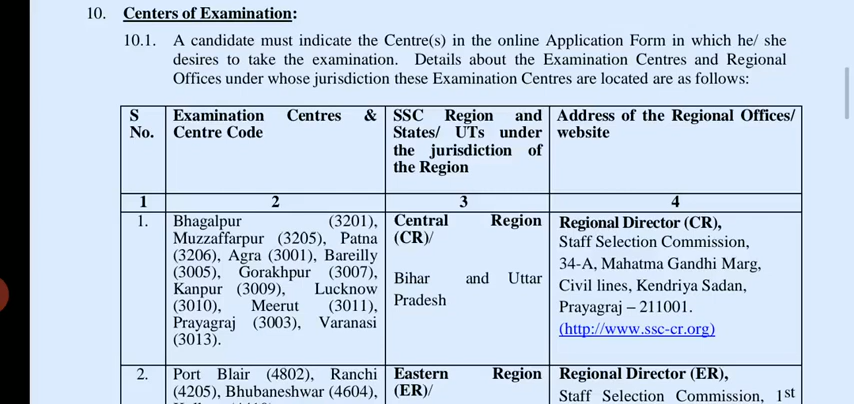 10. Centers of Examination:
10.1. A candidate must indicate the Centre(s) in the online Application Form in which he/ she
desires to take the examination. Details about the Examination Centres and Regional
Offices under whose jurisdiction these Examination Centres are located are as follows:
S No. | Examination Centres & Centre Code | SSC Region and States/ UTs under the jurisdiction of the Region | Address of the Regional Offices/ website
1 | 2 | 3 | 4
1.
Bhagalpur (3201),
Muzzaffarpur (3205), Patna
(3206), Agra (3001), Bareilly
(3005), Gorakhpur (3007),
Kanpur (3009), Lucknow
(3010), Meerut (3011),
Prayagraj (3003), Varanasi
(3013).
Central Region
(CR)/
Bihar and Uttar
Pradesh
Regional Director (CR),
Staff Selection Commission,
34-A, Mahatma Gandhi Marg,
Civil lines, Kendriya Sadan,
Prayagraj – 211001.
(http://www.ssc-cr.org)
2.
Port Blair (4802), Ranchi
(4205), Bhubaneshwar (4604),
Eastern Region
(ER)/
Regional Director (ER),
Staff Selection Commission, 1st